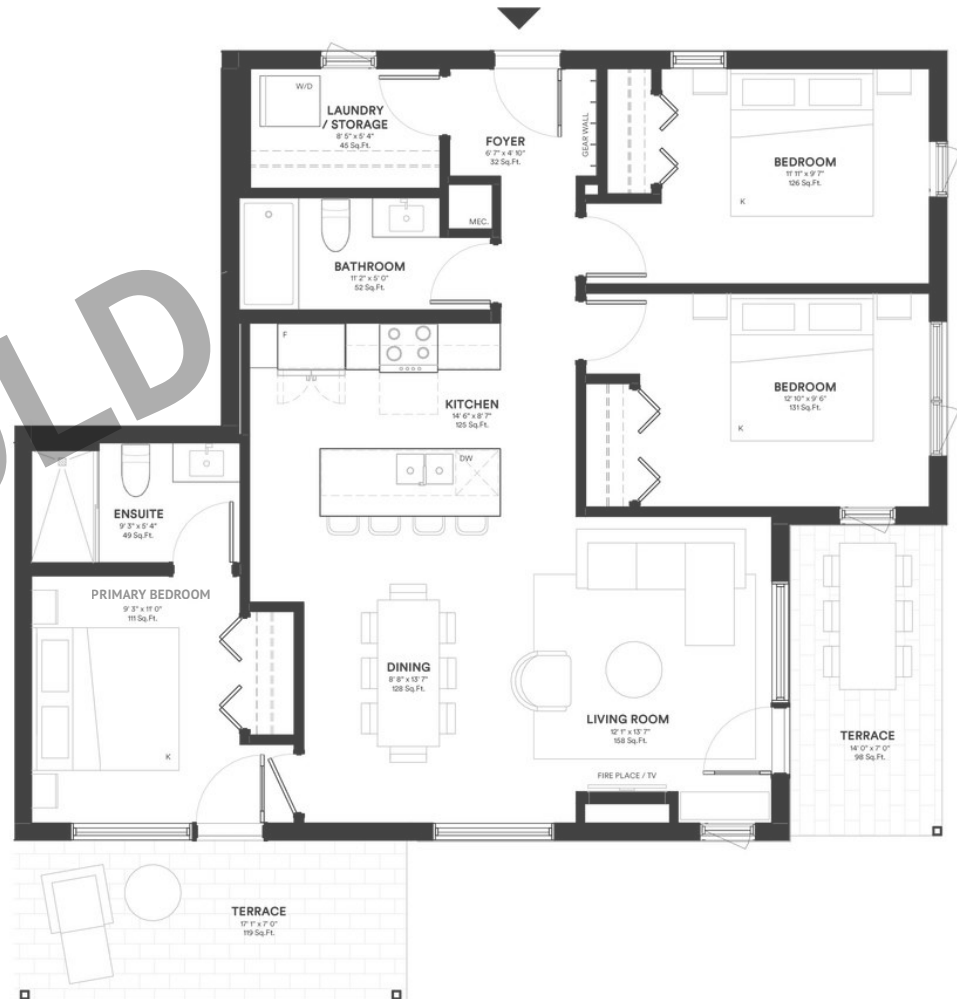 W/D
LAUNDRY
/ STORAGE
8' 5" x 5' 4"
45 Sq.Ft.
FOYER
6' 7" x 4' 10"
32 Sq.Ft.
GEAR WALL
BEDROOM
11' 11" x 9' 7"
126 Sq.Ft.
K
MEC.
BATHROOM
11' 2" x 5' 0"
52 Sq.Ft.
F
KITCHEN
14' 6" x 8' 7"
125 Sq.Ft.
DW
BEDROOM
12' 10" x 9' 6"
131 Sq.Ft.
K
OLD
ENSUITE
9' 3" x 5' 4"
49 Sq.Ft.
PRIMARY BEDROOM
9' 3" x 11' 0"
111 Sq.Ft.
K
DINING
8' 8" x 13' 7"
128 Sq.Ft.
LIVING ROOM
12' 1" x 13' 7"
158 Sq.Ft.
FIRE PLACE / TV
TERRACE
14' 0" x 7' 0"
98 Sq.Ft.
TERRACE
17' 1" x 7' 0"
119 Sq.Ft.